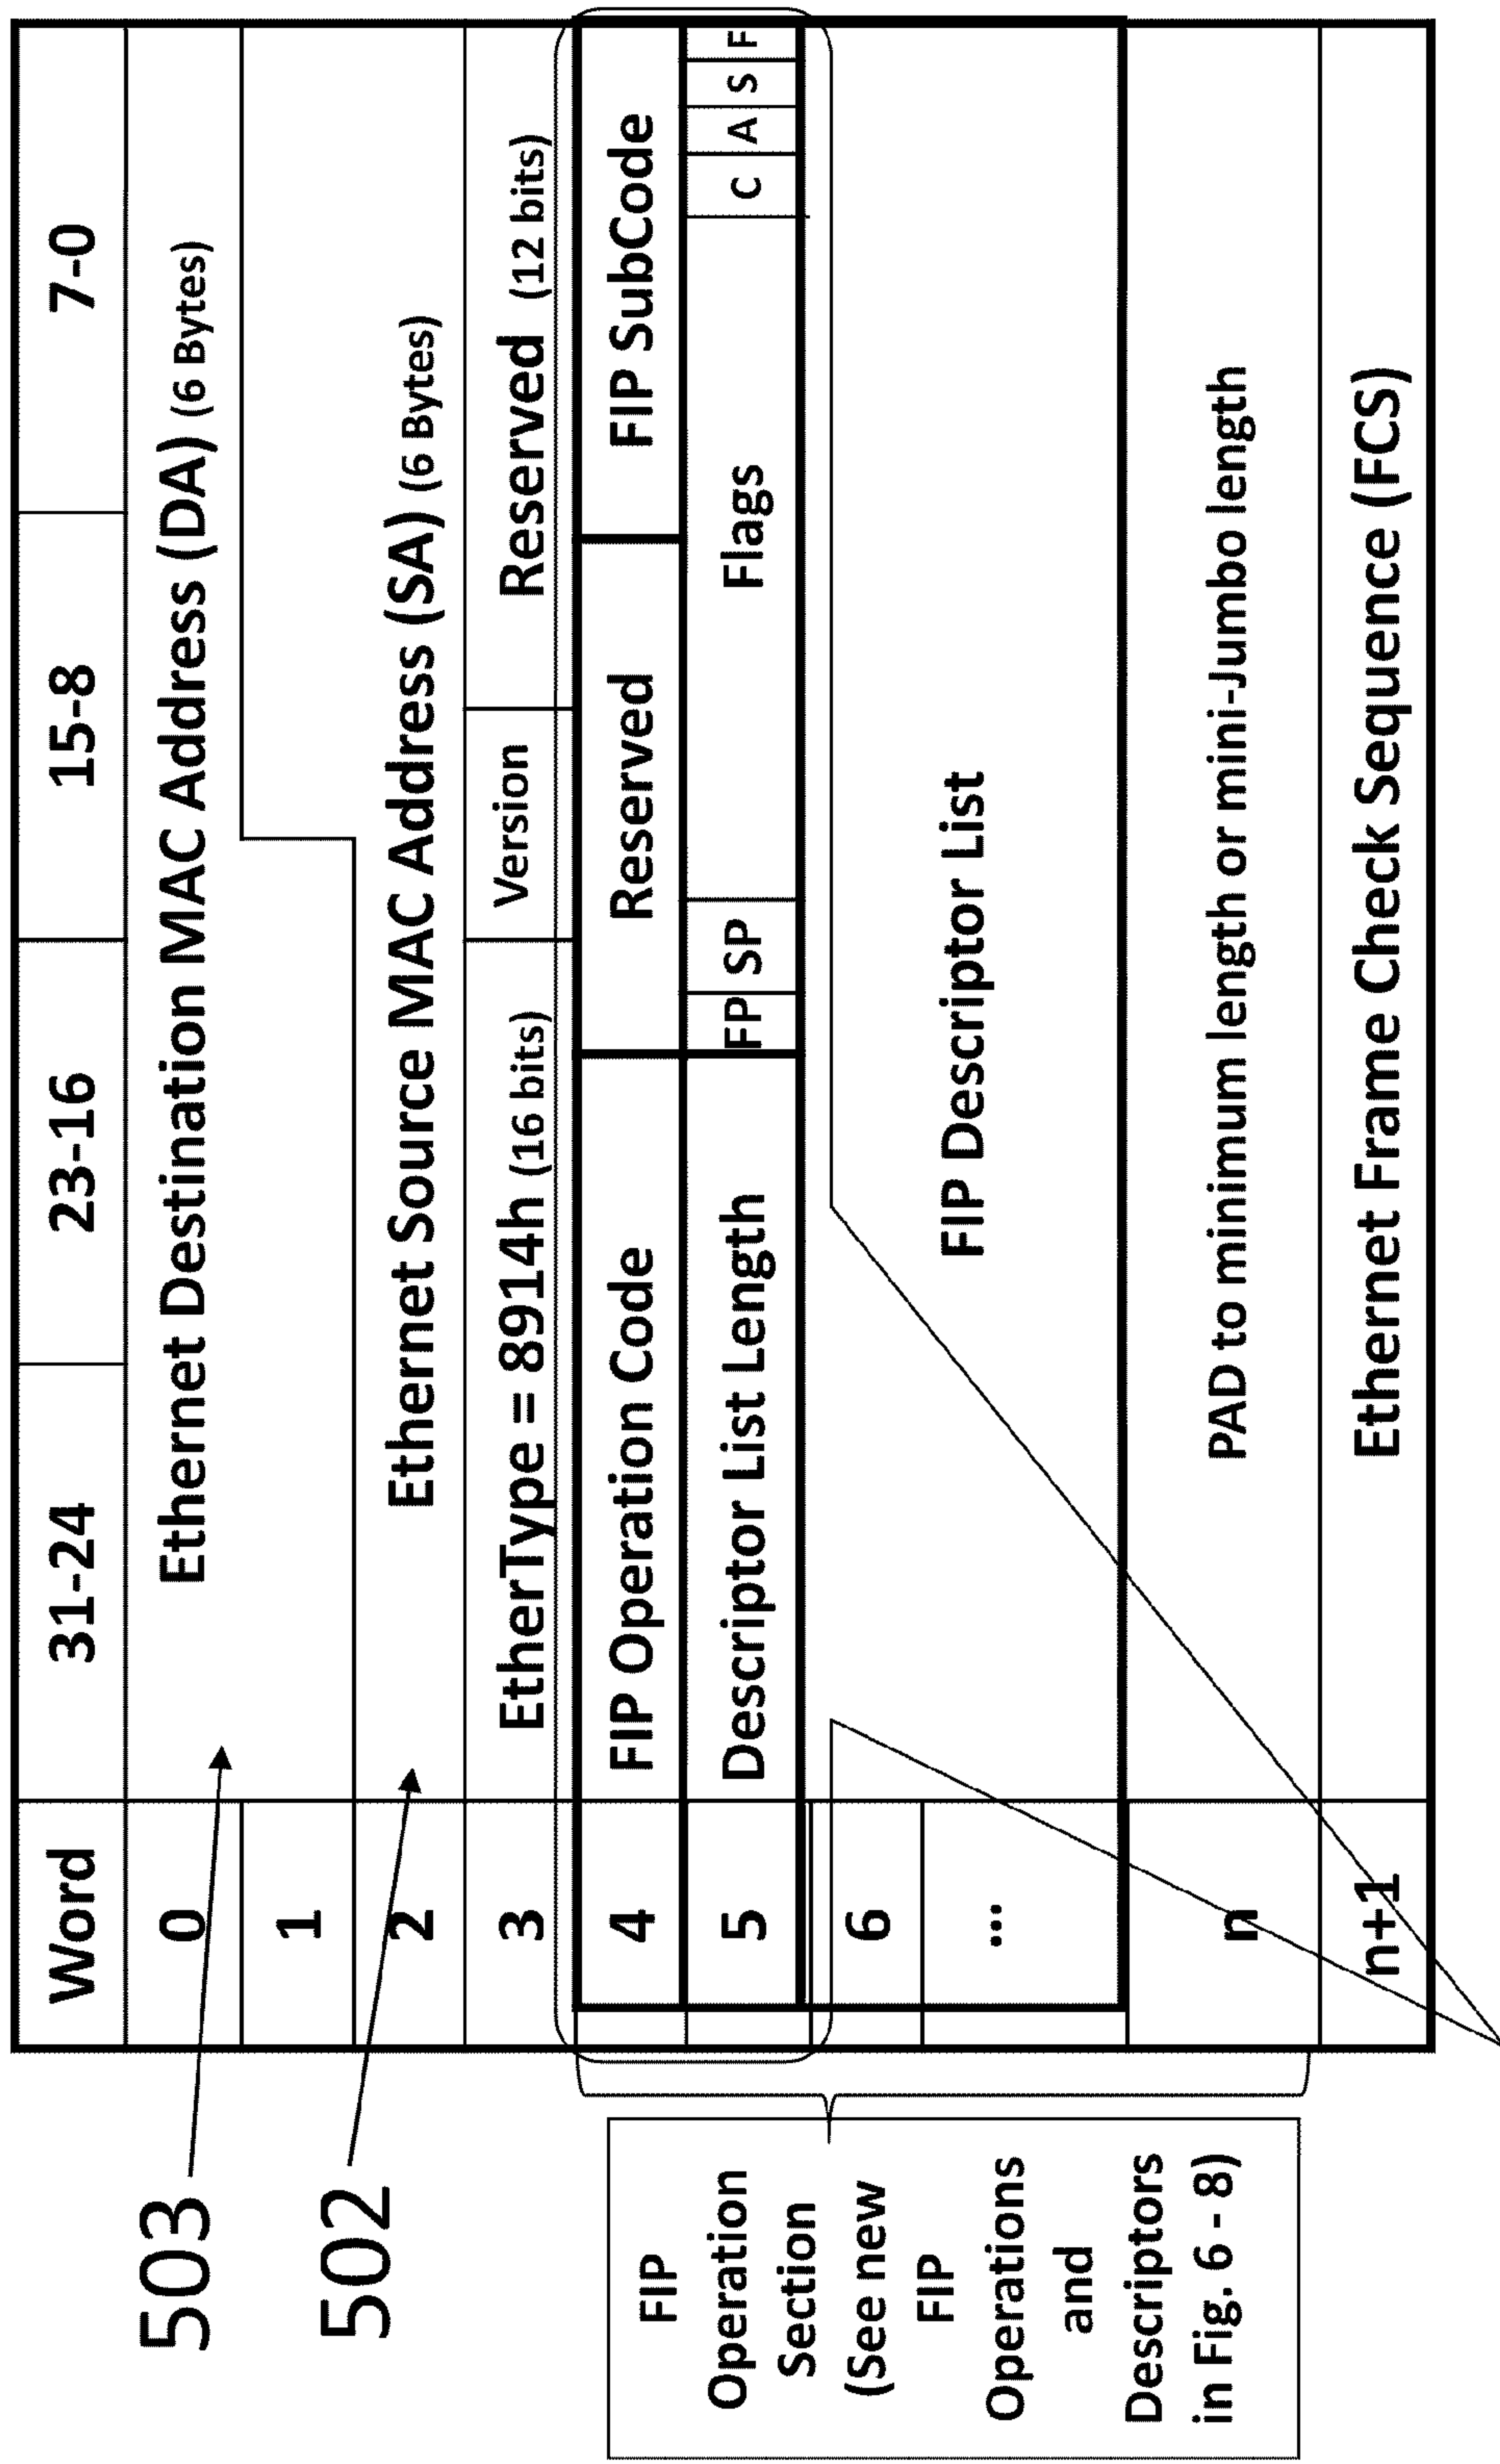 Word 31-24 23-16 15-8 7-0
0 Ethernet Destination MAC Address (DA) (6 Bytes)
1
2 Ethernet Source MAC Address (SA) (6 Bytes)
3 EtherType = 8914h (16 bits) Version Reserved (12 bits)
4 FIP Operation Code Reserved FIP SubCode
5 Descriptor List Length FP SP Flags C A S F
6
... FIP Descriptor List
n PAD to minimum length or mini-Jumbo length
n+1 Ethernet Frame Check Sequence (FCS)
503
502
FIP
Operation
Section
(See new
FIP
Operations
and
Descriptors
in Fig. 6 - 8)